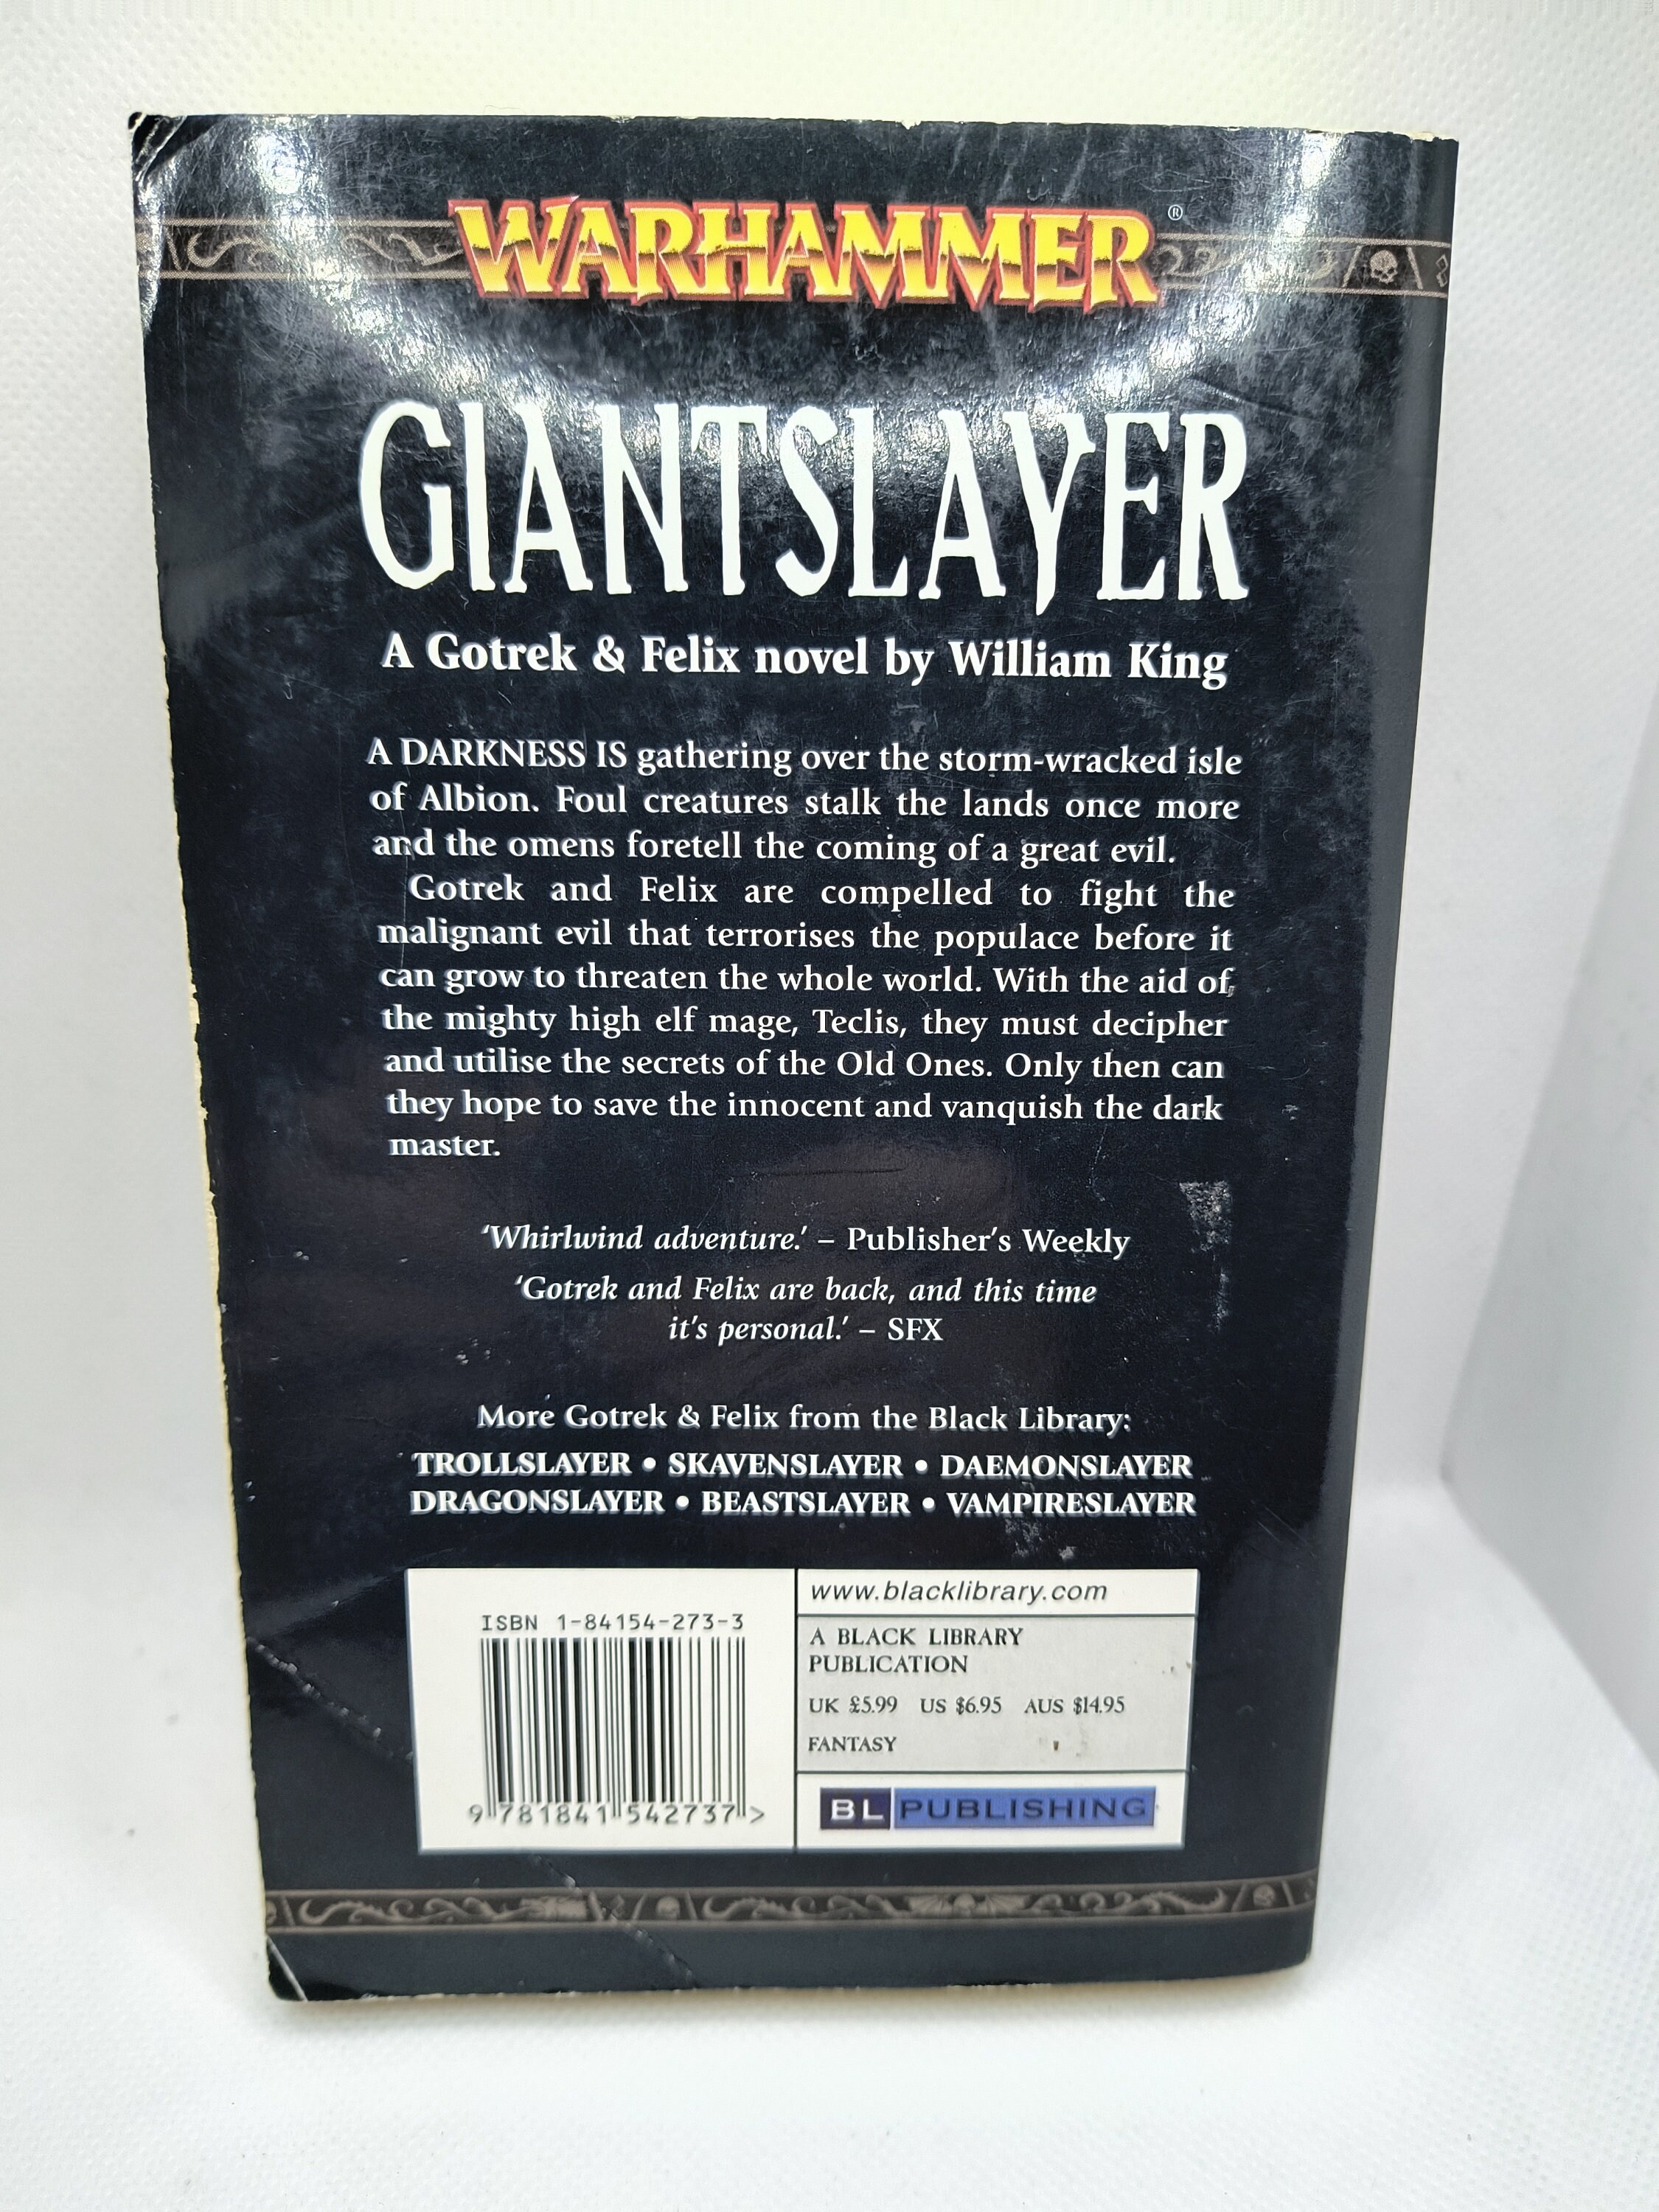 WARHAMMER®
GIANTSLAYER
A Gotrek & Felix novel by William King
A DARKNESS IS gathering over the storm-wracked isle
of Albion. Foul creatures stalk the lands once more
and the omens foretell the coming of a great evil.
Gotrek and Felix are compelled to fight the
malignant evil that terrorises the populace before it
can grow to threaten the whole world. With the aid of
the mighty high elf mage, Teclis, they must decipher
and utilise the secrets of the Old Ones. Only then can
they hope to save the innocent and vanquish the dark
master.
'Whirlwind adventure.' – Publisher's Weekly
'Gotrek and Felix are back, and this time
it's personal.' – SFX
More Gotrek & Felix from the Black Library:
TROLLSLAYER • SKAVENSLAYER • DAEMONSLAYER
DRAGONSLAYER • BEASTSLAYER • VAMPIRESLAYER
ISBN 1-84154-273-3
9 781841 542737 >
www.blacklibrary.com
A BLACK LIBRARY
PUBLICATION
UK £5.99 US $6.95 AUS $14.95
FANTASY
BL PUBLISHING